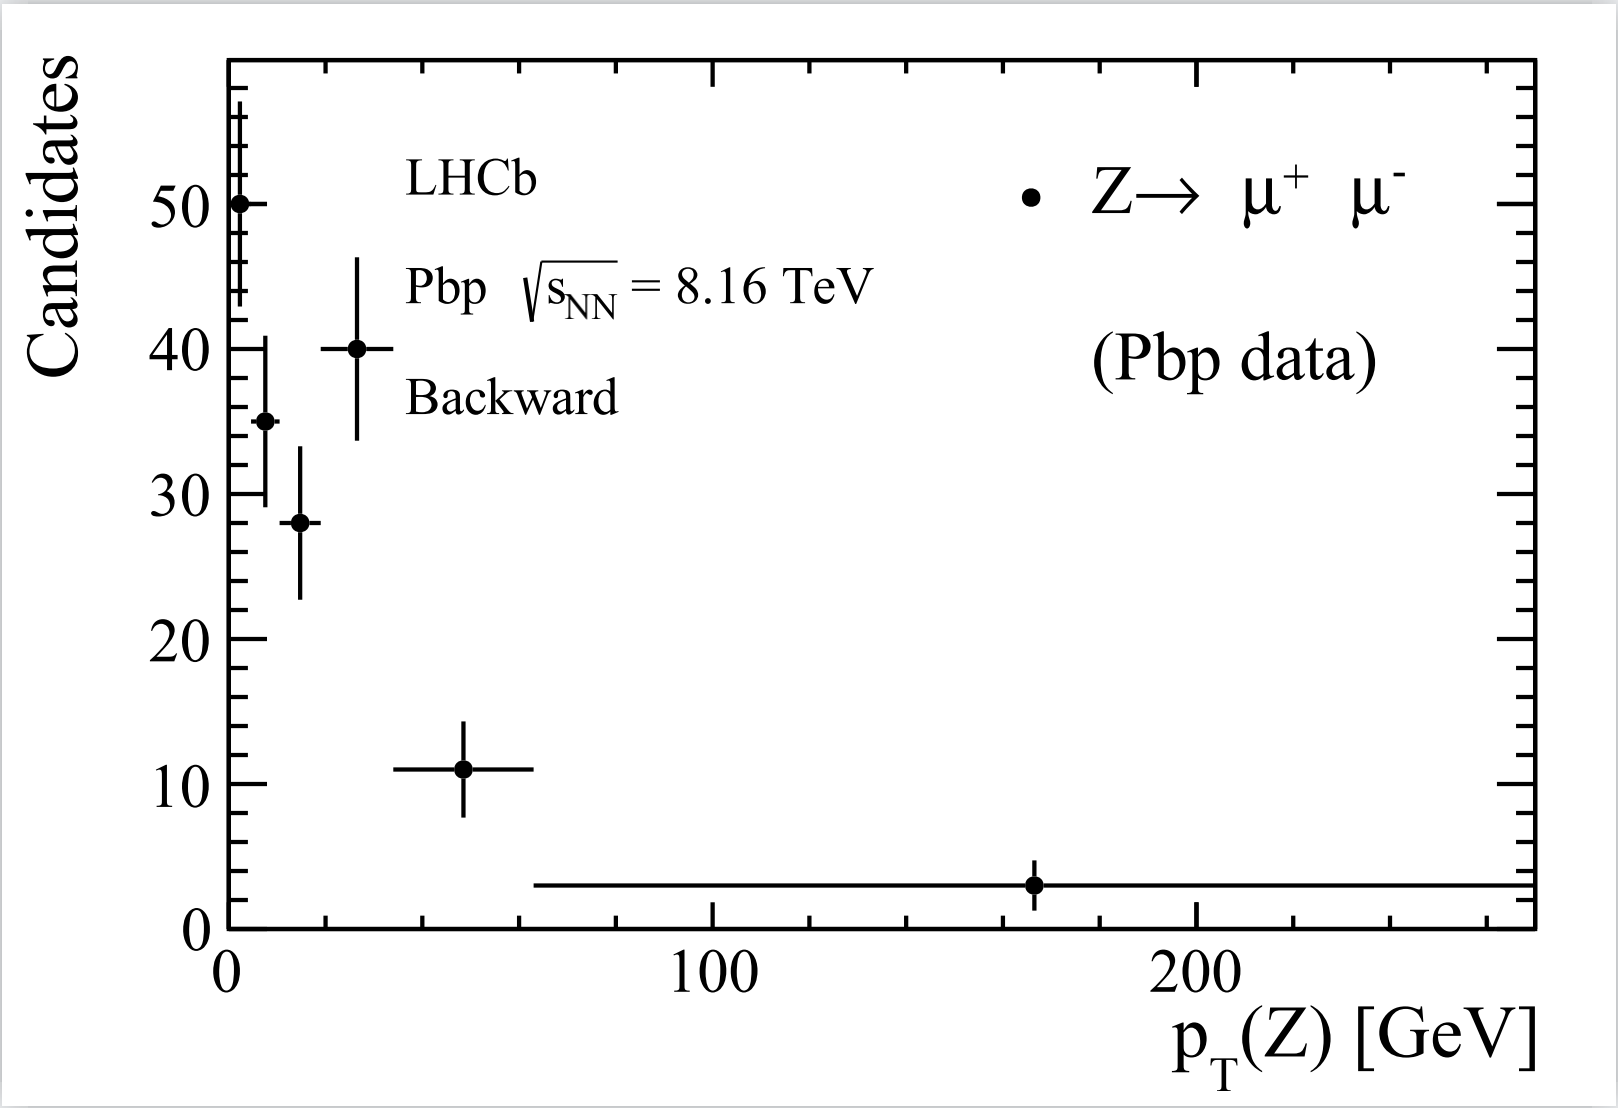 Candidates
50
40
30
20
10
0
LHCb
Pbp √sNN = 8.16 TeV
Backward
Z→ μ+ μ-
(Pbp data)
0 100 200
pT(Z) [GeV]